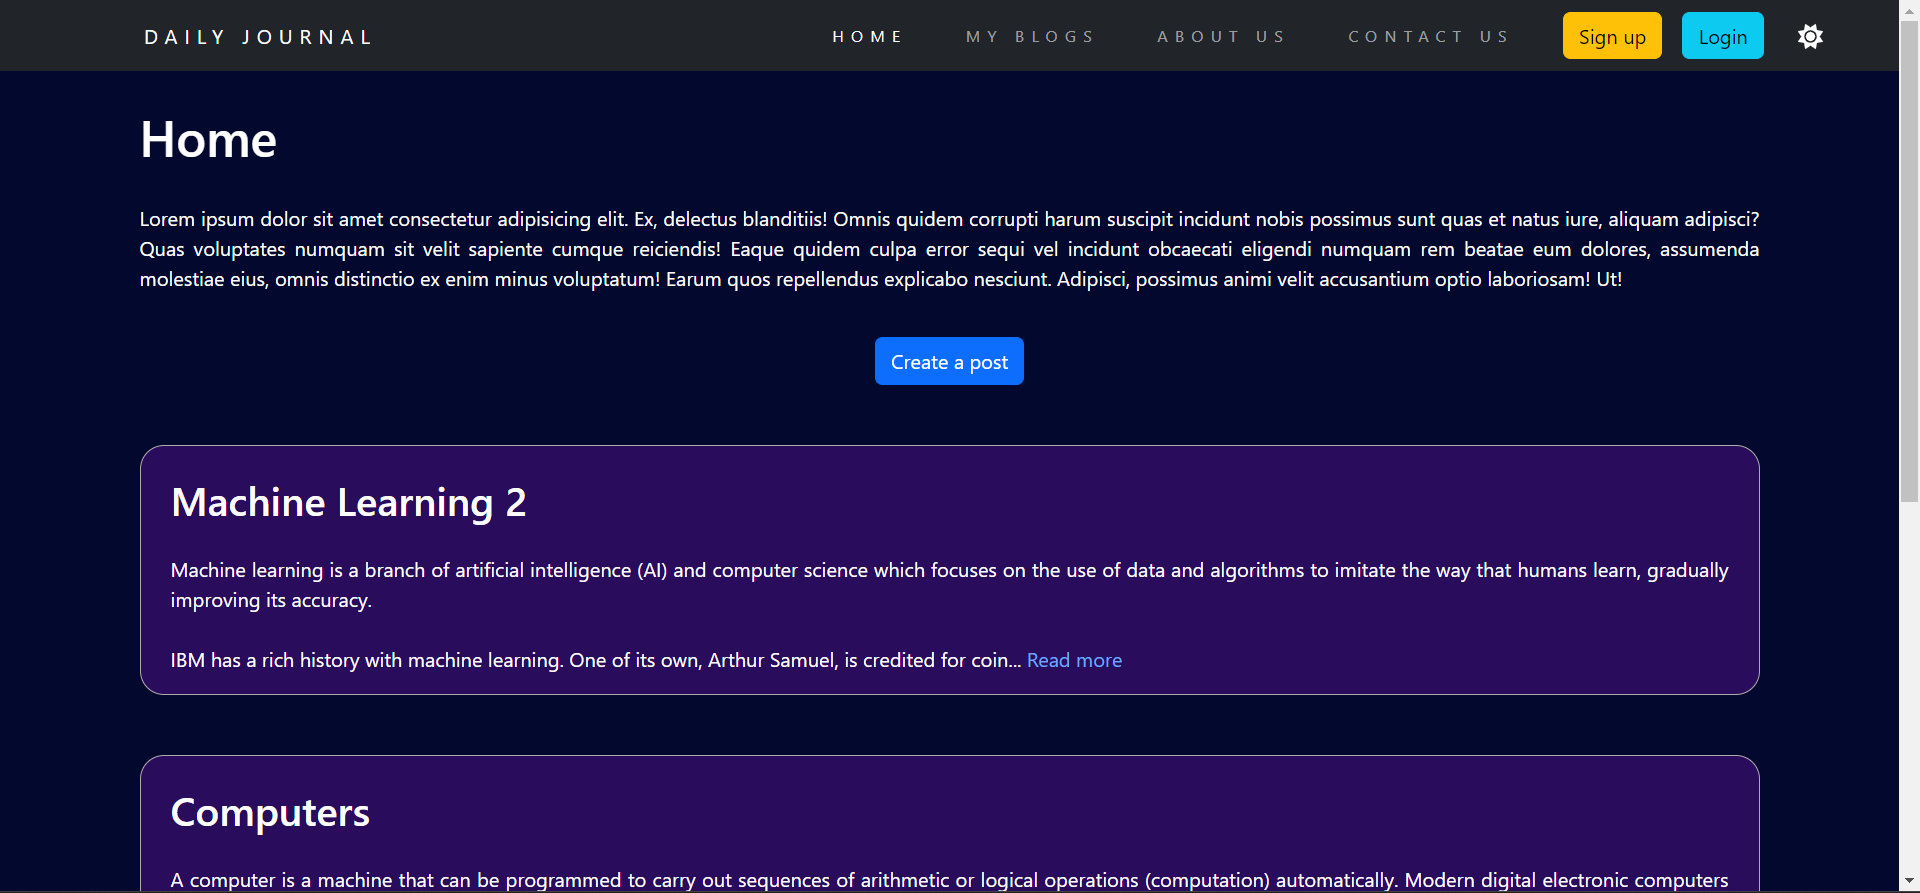 DAILY JOURNAL
HOME
MY BLOGS
ABOUT US
CONTACT US
Sign up
Login
Home
Lorem ipsum dolor sit amet consectetur adipisicing elit. Ex, delectus blanditiis! Omnis quidem corrupti harum suscipit incidunt nobis possimus sunt quas et natus iure, aliquam adipisci?
Quas voluptates numquam sit velit sapiente cumque reiciendis! Eaque quidem culpa error sequi vel incidunt obcaecati eligendi numquam rem beatae eum dolores, assumenda
molestiae eius, omnis distinctio ex enim minus voluptatum! Earum quos repellendus explicabo nesciunt. Adipisci, possimus animi velit accusantium optio laboriosam! Ut!
Create a post
Machine Learning 2
Machine learning is a branch of artificial intelligence (AI) and computer science which focuses on the use of data and algorithms to imitate the way that humans learn, gradually
improving its accuracy.
IBM has a rich history with machine learning. One of its own, Arthur Samuel, is credited for coin... Read more
Computers
A computer is a machine that can be programmed to carry out sequences of arithmetic or logical operations (computation) automatically. Modern digital electronic computers